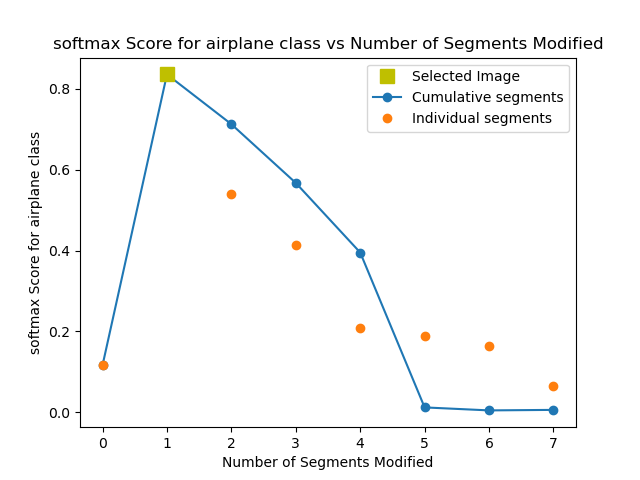 softmax Score for airplane class vs Number of Segments Modified
Selected Image
Cumulative segments
Individual segments
softmax Score for airplane class
0.8
0.6
0.4
0.2
0.0
0 1 2 3 4 5 6 7
Number of Segments Modified